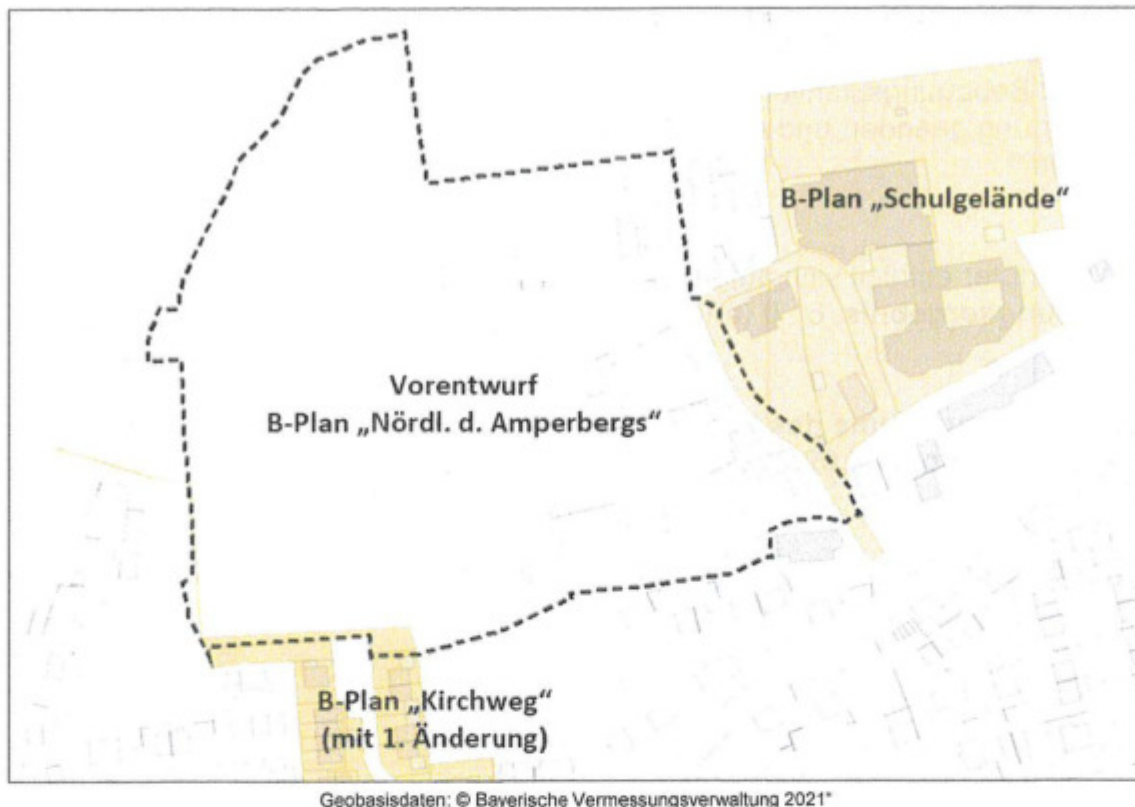 B-Plan „Schulgelände“
Vorentwurf
B-Plan „Nördl. d. Amperbergs“
B-Plan „Kirchweg“
(mit 1. Änderung)
Geobasisdaten: © Bayerische Vermessungsverwaltung 2021*